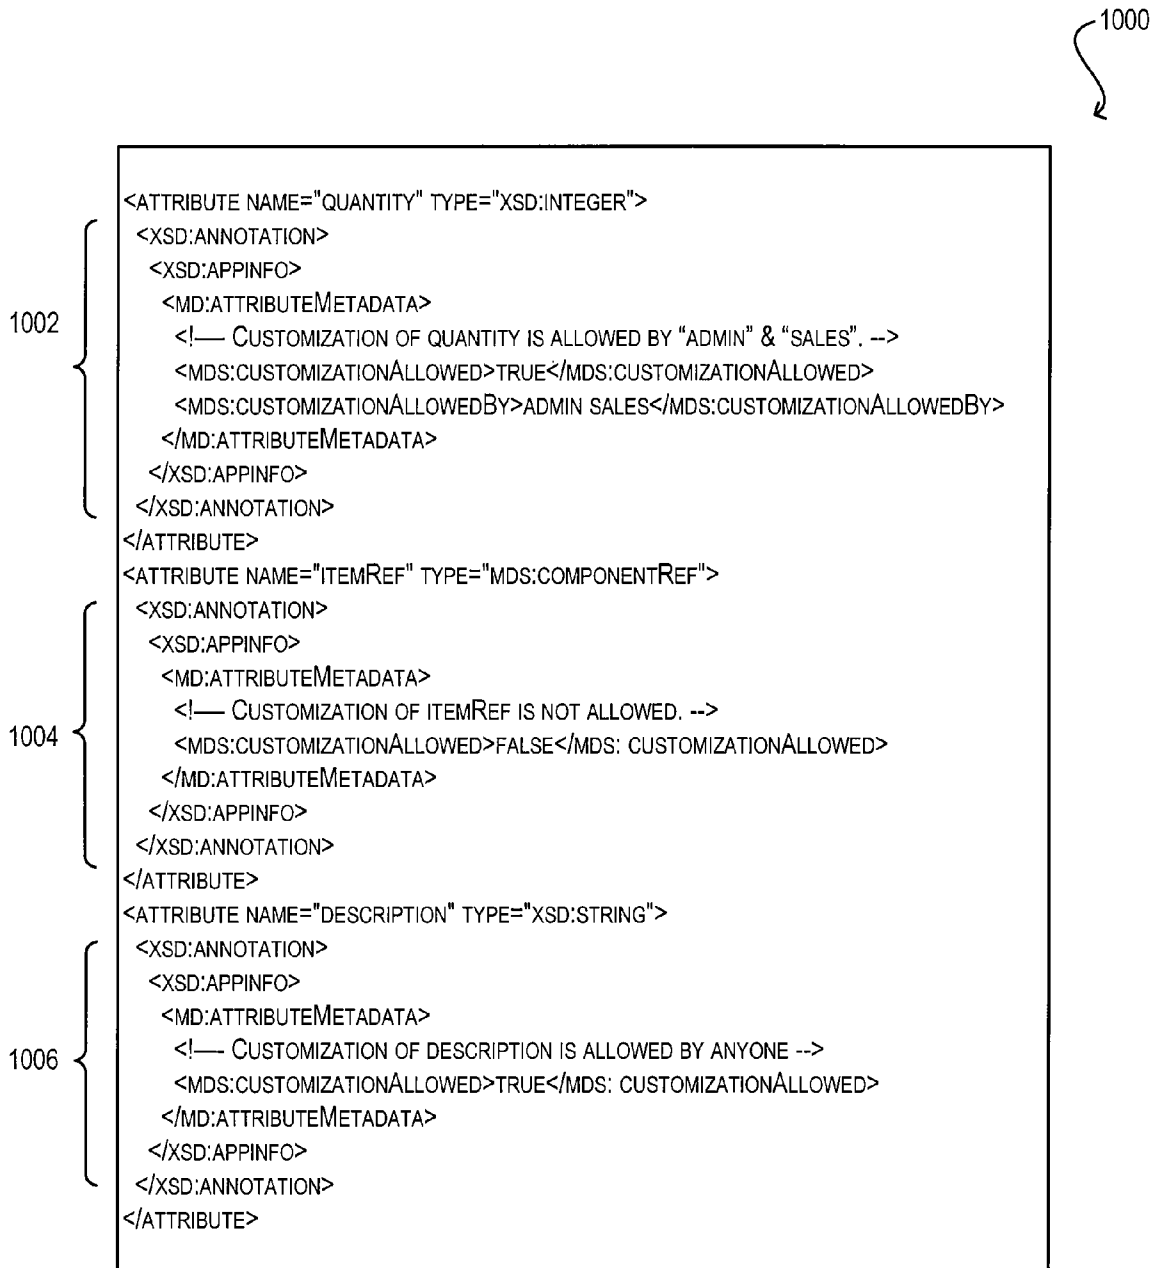 1000
<ATTRIBUTE NAME="QUANTITY" TYPE="XSD:INTEGER">
<XSD:ANNOTATION>
<XSD:APPINFO>
<MD:ATTRIBUTEMETADATA>
1002
<!–– CUSTOMIZATION OF QUANTITY IS ALLOWED BY “ADMIN” & “SALES”. -->
<MDS:CUSTOMIZATIONALLOWED>TRUE</MDS:CUSTOMIZATIONALLOWED>
<MDS:CUSTOMIZATIONALLOWEDBY>ADMIN SALES</MDS:CUSTOMIZATIONALLOWEDBY>
</MD:ATTRIBUTEMETADATA>
</XSD:APPINFO>
</XSD:ANNOTATION>
</ATTRIBUTE>
<ATTRIBUTE NAME="ITEMREF" TYPE="MDS:COMPONENTREF">
<XSD:ANNOTATION>
<XSD:APPINFO>
<MD:ATTRIBUTEMETADATA>
<!–– CUSTOMIZATION OF ITEMREF IS NOT ALLOWED. -->
1004
<MDS:CUSTOMIZATIONALLOWED>FALSE</MDS: CUSTOMIZATIONALLOWED>
</MD:ATTRIBUTEMETADATA>
</XSD:APPINFO>
</XSD:ANNOTATION>
</ATTRIBUTE>
<ATTRIBUTE NAME="DESCRIPTION" TYPE="XSD:STRING">
<XSD:ANNOTATION>
<XSD:APPINFO>
<MD:ATTRIBUTEMETADATA>
<!–– CUSTOMIZATION OF DESCRIPTION IS ALLOWED BY ANYONE -->
1006
<MDS:CUSTOMIZATIONALLOWED>TRUE</MDS: CUSTOMIZATIONALLOWED>
</MD:ATTRIBUTEMETADATA>
</XSD:APPINFO>
</XSD:ANNOTATION>
</ATTRIBUTE>